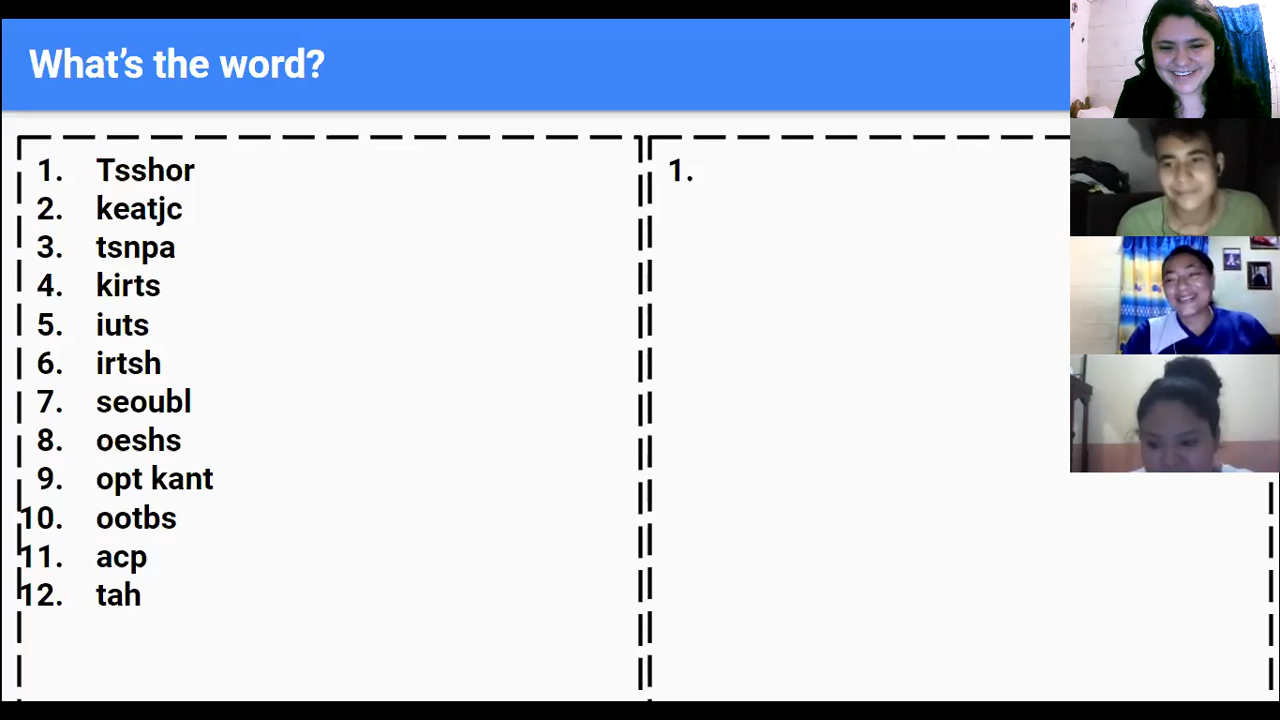 What's the word?
1. Tsshor
2. keatjc
3. tsnpa
4. kirts
5. iuts
6. irtsh
7. seoubl
8. oeshs
9. opt kant
10. ootbs
11. acp
12. tah
1.